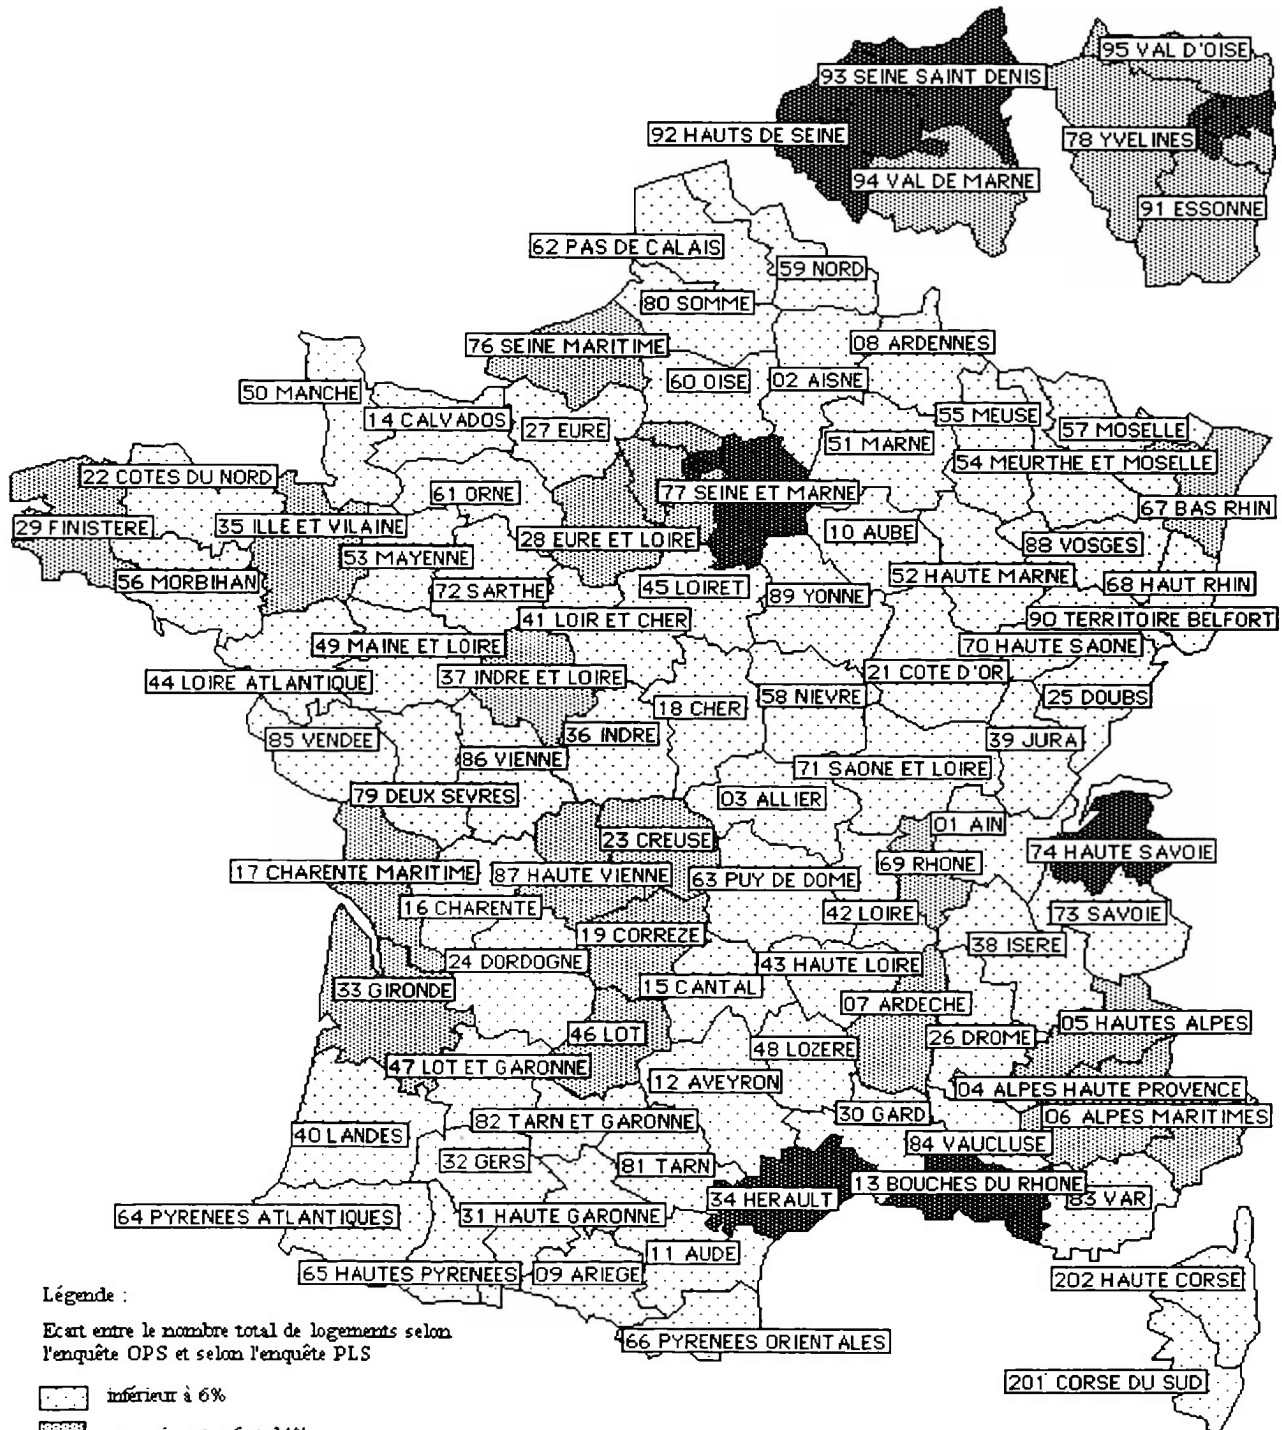 95 VAL D'OISE
93 SEINE SAINT DENIS
92 HAUTS DE SEINE
78 YVELINES
94 VAL DE MARNE
91 ESSONNE
62 PAS DE CALAIS
59 NORD
80 SOMME
76 SEINE MARITIME
08 ARDENNES
60 OISE
02 AISNE
50 MANCHE
14 CALVADOS
27 EURE
55 MEUSE
57 MOSELLE
51 MARNE
54 MEURTHE ET MOSELLE
22 COTES DU NORD
61 ORNE
77 SEINE ET MARNE
67 BAS RHIN
29 FINISTERE
35 ILLE ET VILAINE
28 EURE ET LOIRE
10 AUBE
88 VOSGES
53 MAYENNE
56 MORBIHAN
72 SARTHE
45 LOIRET
89 YONNE
52 HAUTE MARNE
68 HAUT RHIN
41 LOIR ET CHER
90 TERRITOIRE BELFORT
49 MAINE ET LOIRE
70 HAUTE SAONE
44 LOIRE ATLANTIQUE
37 INDRE ET LOIRE
21 COTE D'OR
58 NIEVRE
25 DOUBS
18 CHER
85 VENDEE
36 INDRE
39 JURA
86 VIENNE
71 SAONE ET LOIRE
79 DEUX SEVRES
03 ALLIER
01 AIN
23 CREUSE
74 HAUTE SAVOIE
17 CHARENTE MARITIME
87 HAUTE VIENNE
63 PUY DE DOME
69 RHONE
16 CHARENTE
42 LOIRE
73 SAVOIE
19 CORREZE
38 ISERE
24 DORDOGNE
43 HAUTE LOIRE
33 GIRONDE
15 CANTAL
07 ARDECHE
05 HAUTES ALPES
46 LOT
26 DROME
48 LOZERE
47 LOT ET GARONNE
12 AVEYRON
04 ALPES HAUTE PROVENCE
30 GARD
06 ALPES MARITIMES
82 TARN ET GARONNE
40 LANDES
84 VAUCLUSE
32 GERS
81 TARN
13 BOUCHES DU RHONE
34 HERAULT
83 VAR
64 PYRENEES ATLANTIQUES
31 HAUTE GARONNE
11 AUDE
65 HAUTES PYRENEES
09 ARIEGE
202 HAUTE CORSE
66 PYRENEES ORIENTALES
201 CORSE DU SUD
Légende :
Ecart entre le nombre total de logements selon
l'enquête OPS et selon l'enquête PLS
inférieur à 6%